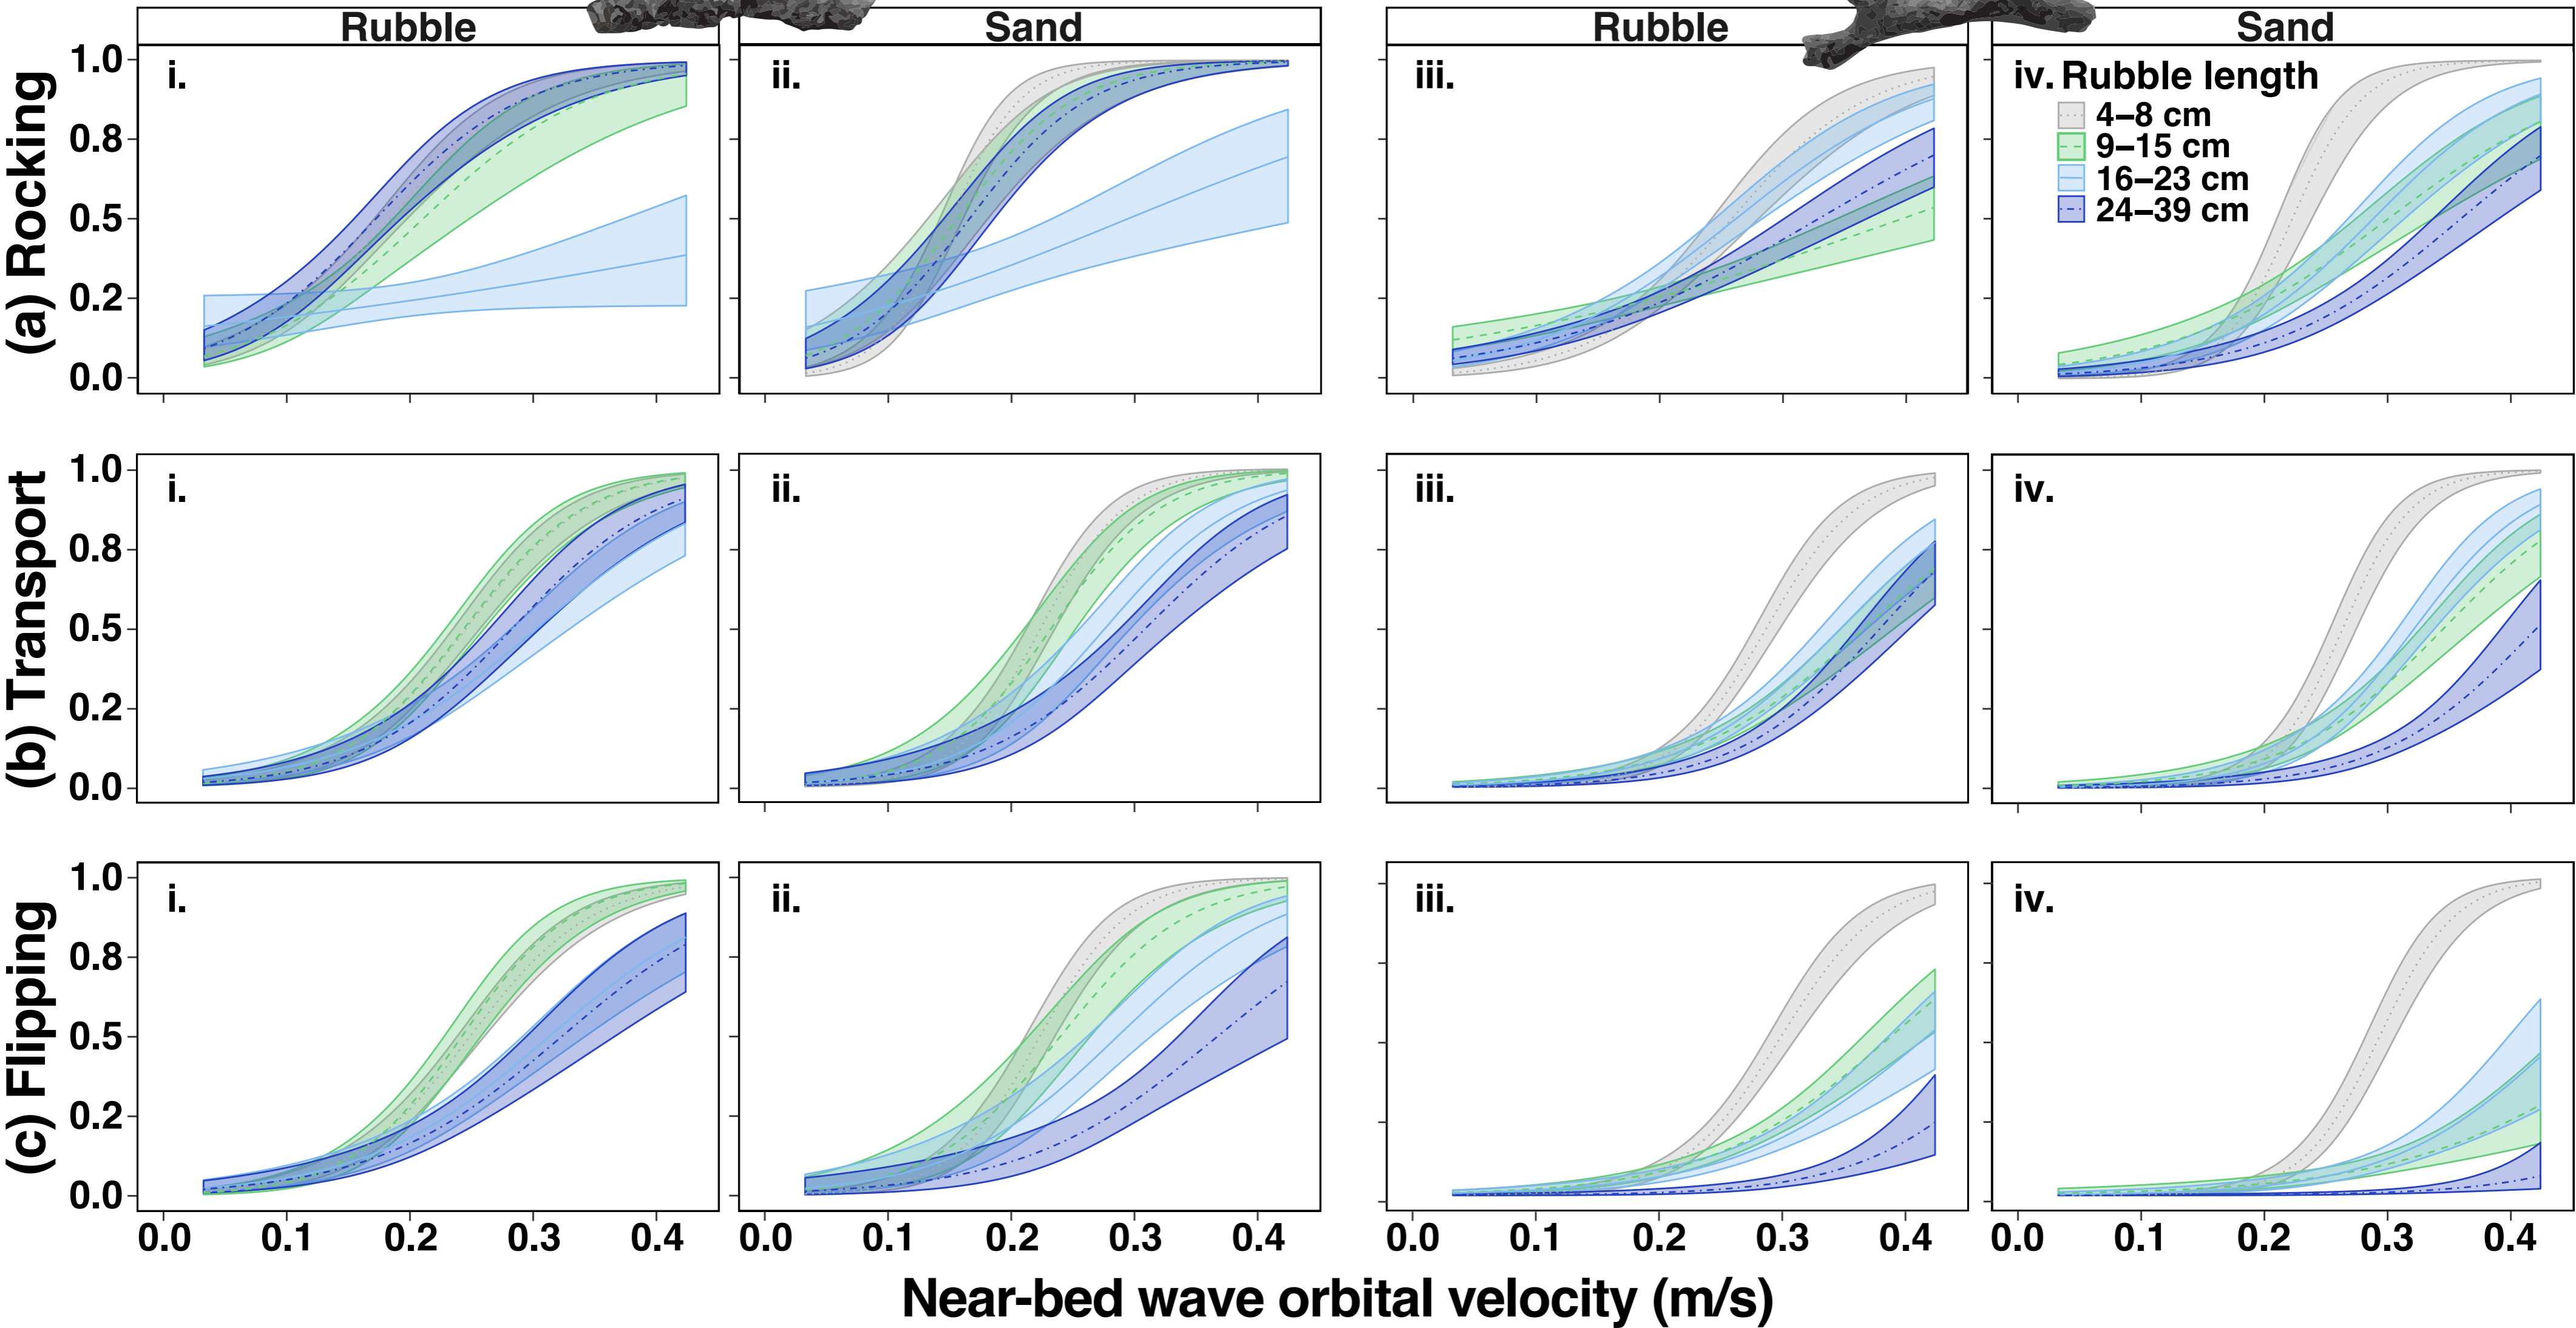 Rubble Sand Rubble Sand
(a) Rocking
1.0
0.8
0.5
0.2
0.0
i.
ii.
iii.
iv. Rubble length
4–8 cm
9–15 cm
16–23 cm
24–39 cm
(b) Transport
1.0
0.8
0.5
0.2
0.0
i.
ii.
iii.
iv.
(c) Flipping
1.0
0.8
0.5
0.2
0.0
i.
ii.
iii.
iv.
0.0 0.1 0.2 0.3 0.4 0.0 0.1 0.2 0.3 0.4 0.0 0.1 0.2 0.3 0.4 0.0 0.1 0.2 0.3 0.4
Near-bed wave orbital velocity (m/s)